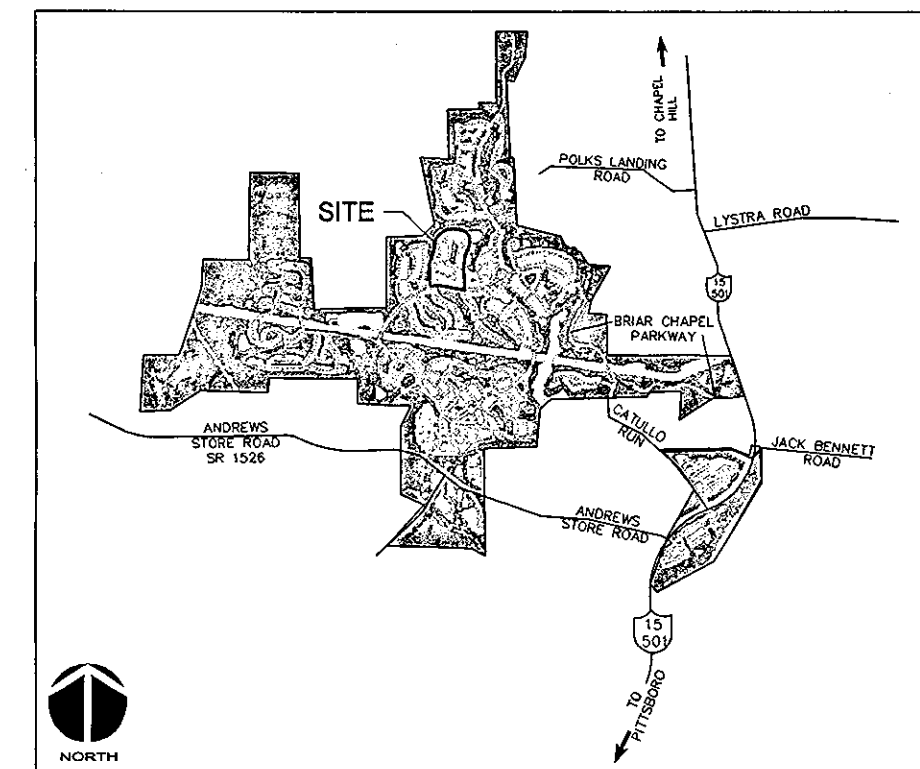 TO CHAPEL
HILL
POLKS LANDING
ROAD
SITE
LYSTRA ROAD
15
501
BRIAR CHAPEL
PARKWAY
CATULLO
RUN
ANDREWS
STORE ROAD
SR 1526
JACK BENNETT
ROAD
ANDREWS
STORE ROAD
15
501
TO
PITTSBORO
NORTH